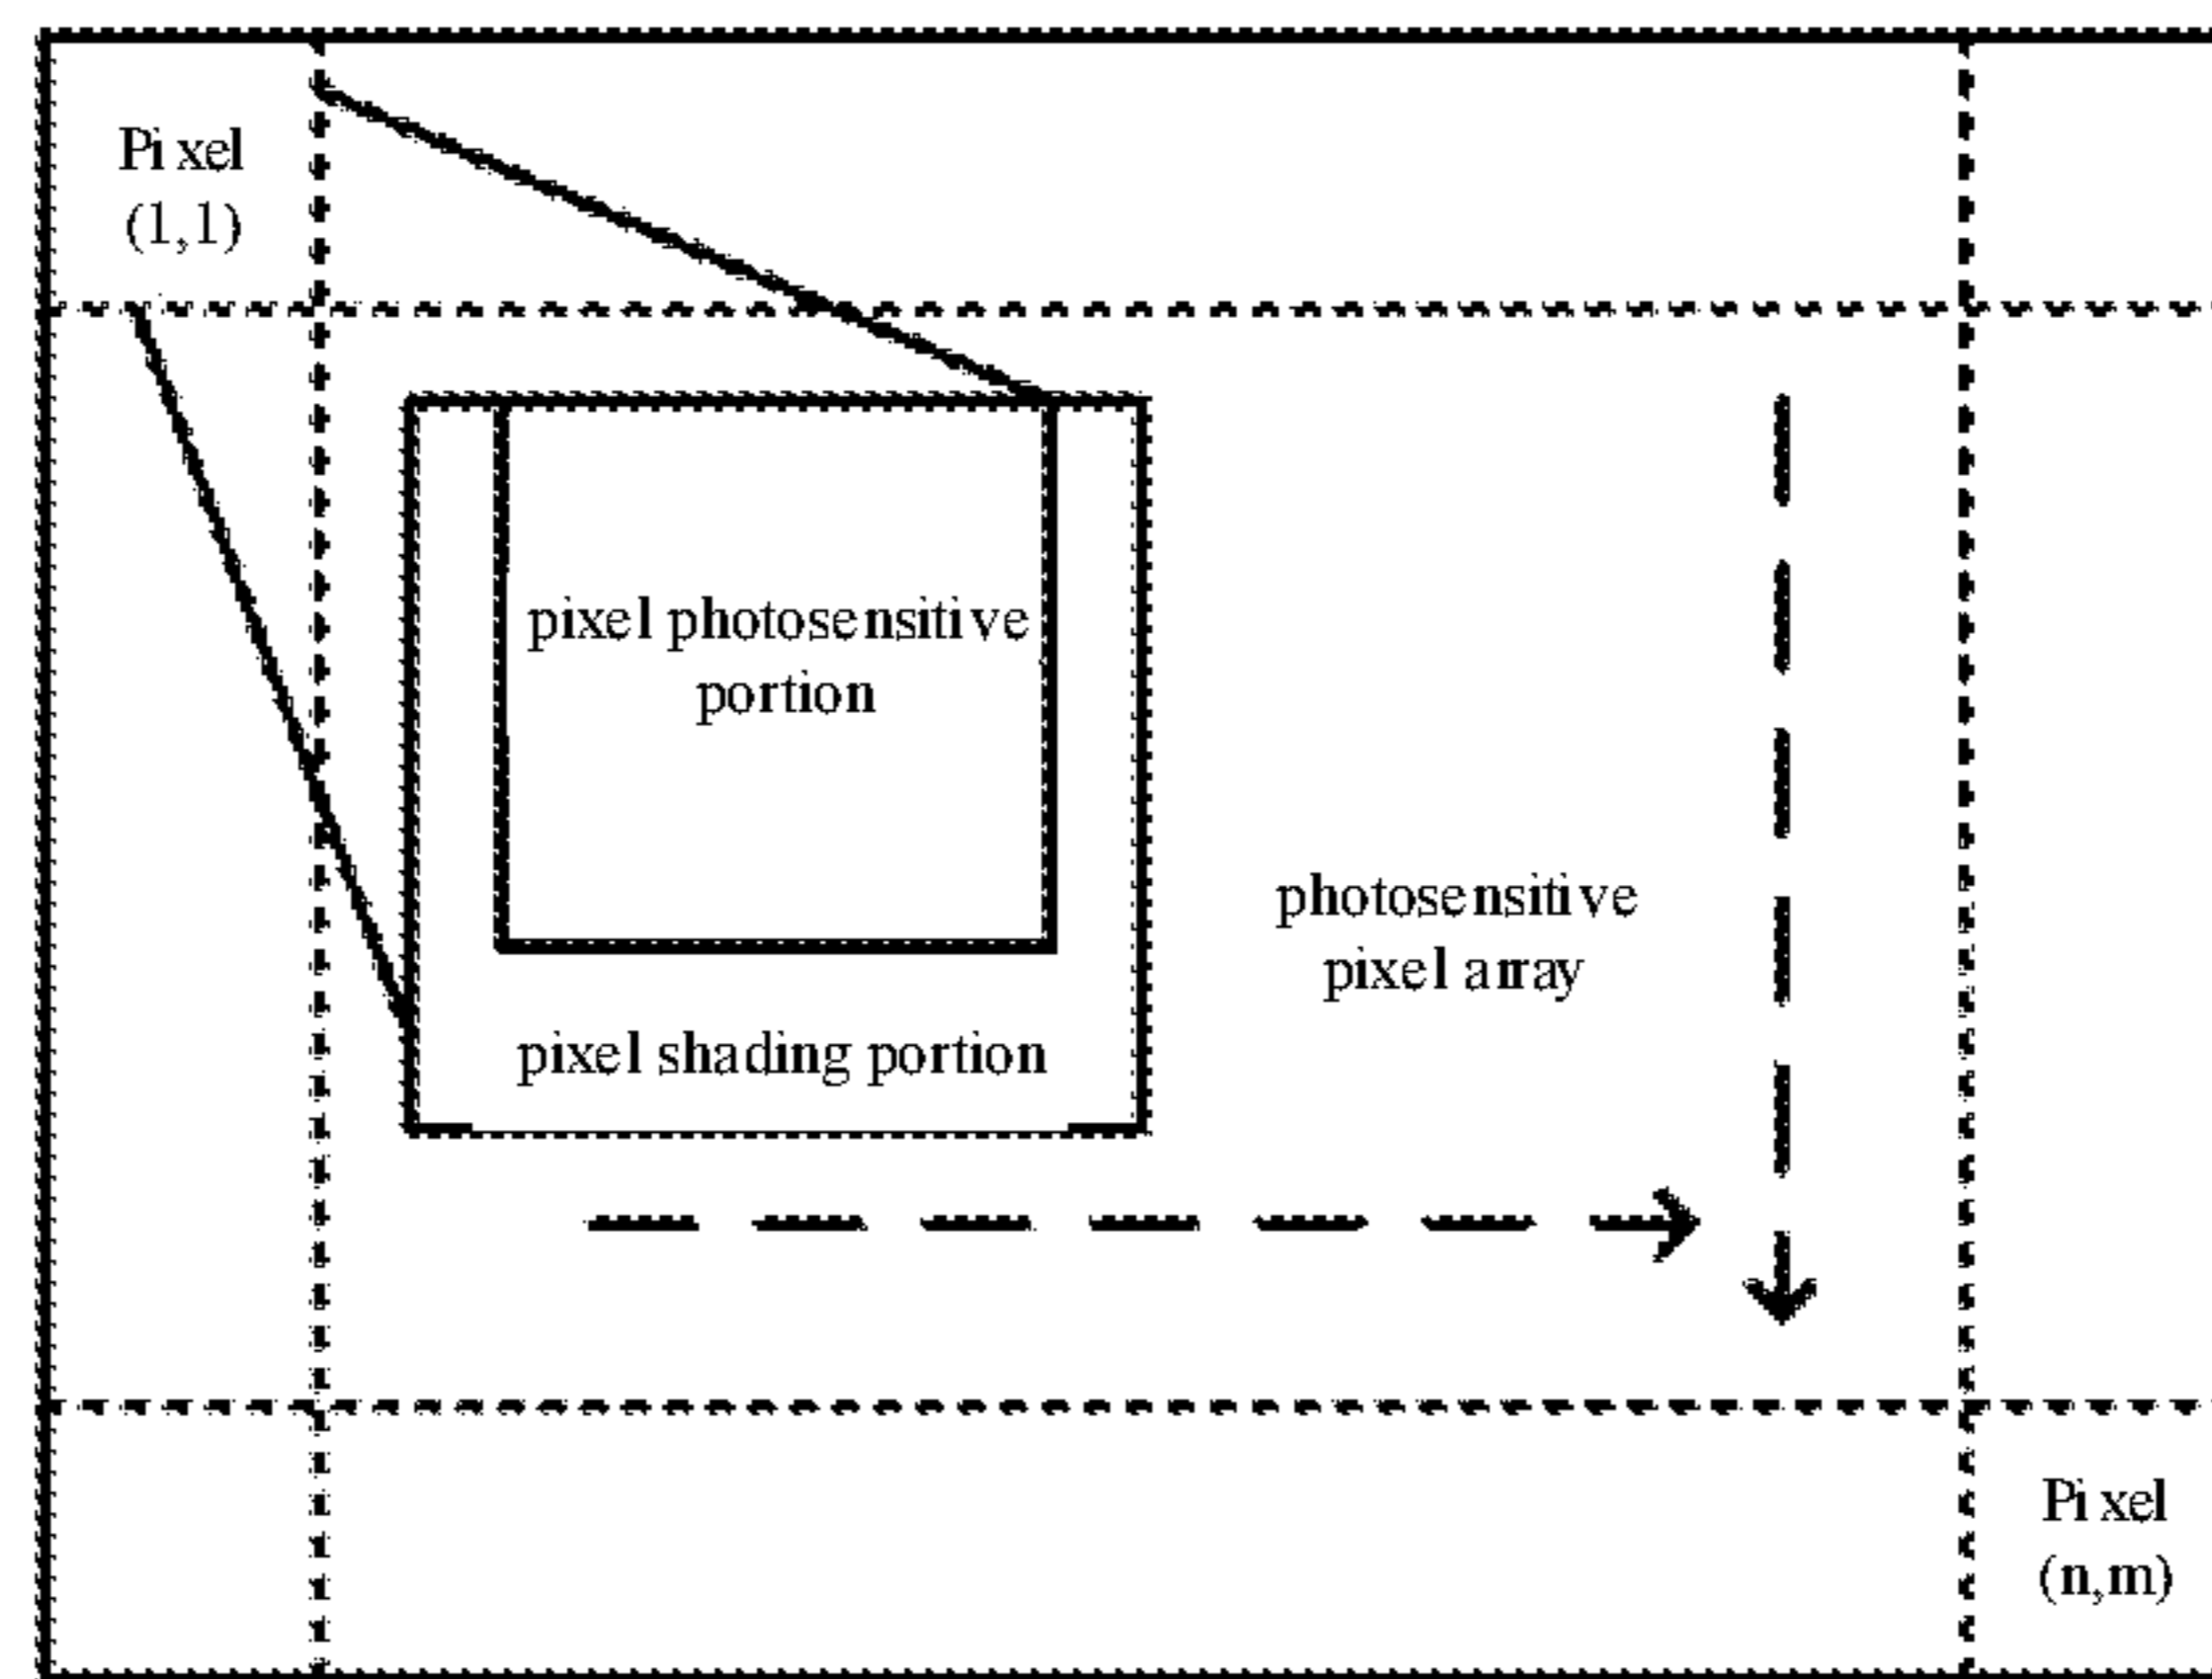 Pixel
(1,1)
pixel photosensitive
portion
photosensitive
pixel array
pixel shading portion
Pixel
(n,m)